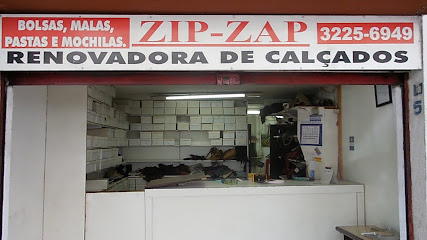 BOLSAS, MALAS,
PASTAS E MOCHILAS.
ZIP-ZAP
3225-6949
RENOVADORA DE CALÇADOS